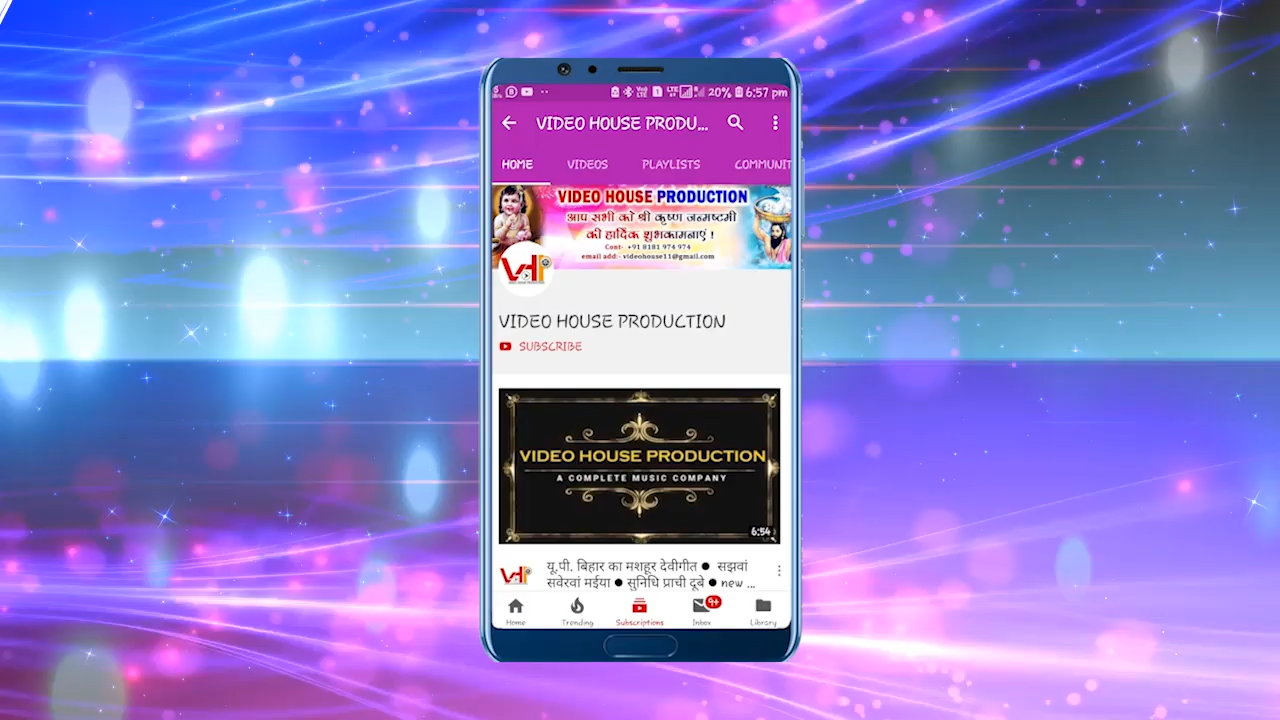 20% 6:57 pm
VIDEO HOUSE PRODU...
HOME VIDEOS PLAYLISTS COMMUNIT
VIDEO HOUSE PRODUCTION
आप सभी को श्री कृष्ण जन्माष्टमी
की हार्दिक शुभकामनाएं !
Cont- +91 8181 974 974
email add:- videohouse11@gmail.com
VIDEO HOUSE PRODUCTION
SUBSCRIBE
VIDEO HOUSE PRODUCTION
A COMPLETE MUSIC COMPANY
6:54
यू.पी. बिहार का मशहूर देवीगीत ● सझवां
सवेरवां मईया ● सुनिधि प्राची दूबे ● new ...
9+
Home Trending Subscriptions Inbox Library